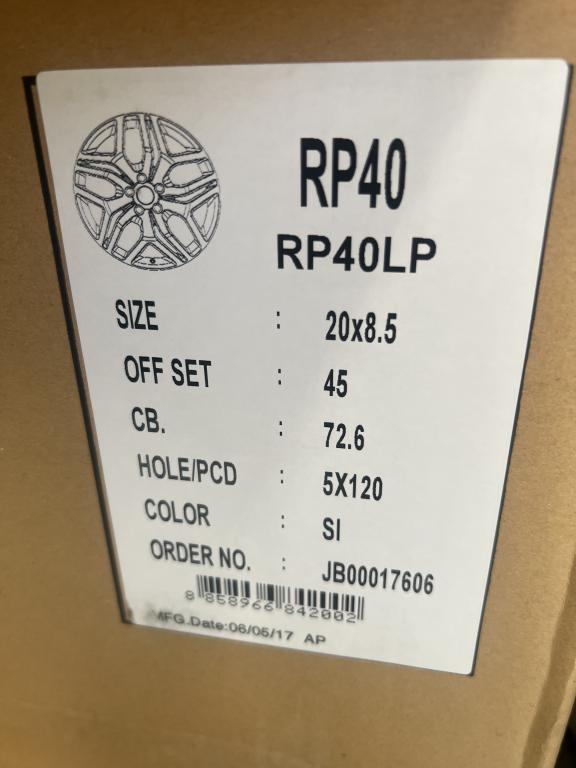 RP40
RP40LP
SIZE : 20x8.5
OFF SET : 45
CB. : 72.6
HOLE/PCD : 5X120
COLOR : SI
ORDER NO. : JB00017606
8 858966 842002
MFG.Date:06/05/17 AP